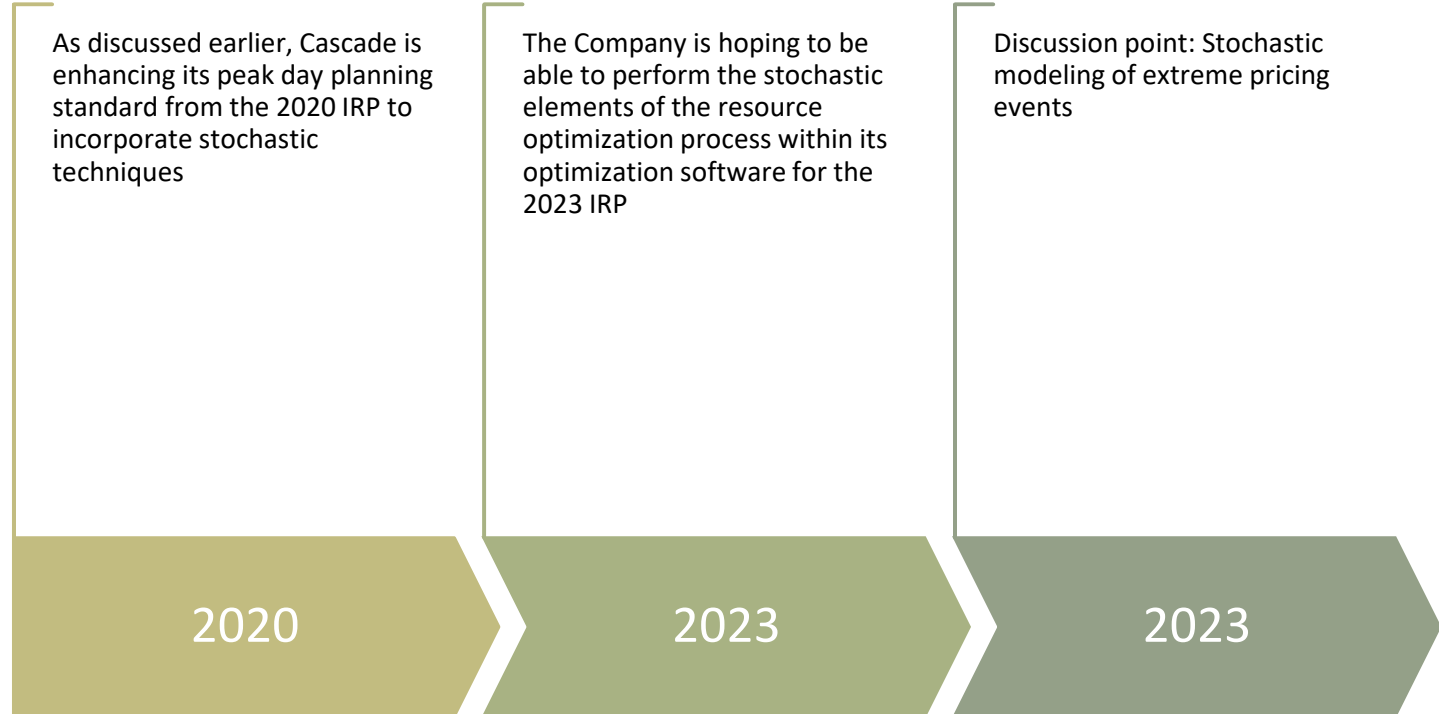 As discussed earlier, Cascade is
enhancing its peak day planning
standard from the 2020 IRP to
incorporate stochastic
techniques
The Company is hoping to be
able to perform the stochastic
elements of the resource
optimization process within its
optimization software for the
2023 IRP
Discussion point: Stochastic
modeling of extreme pricing
events
2020
2023
2023